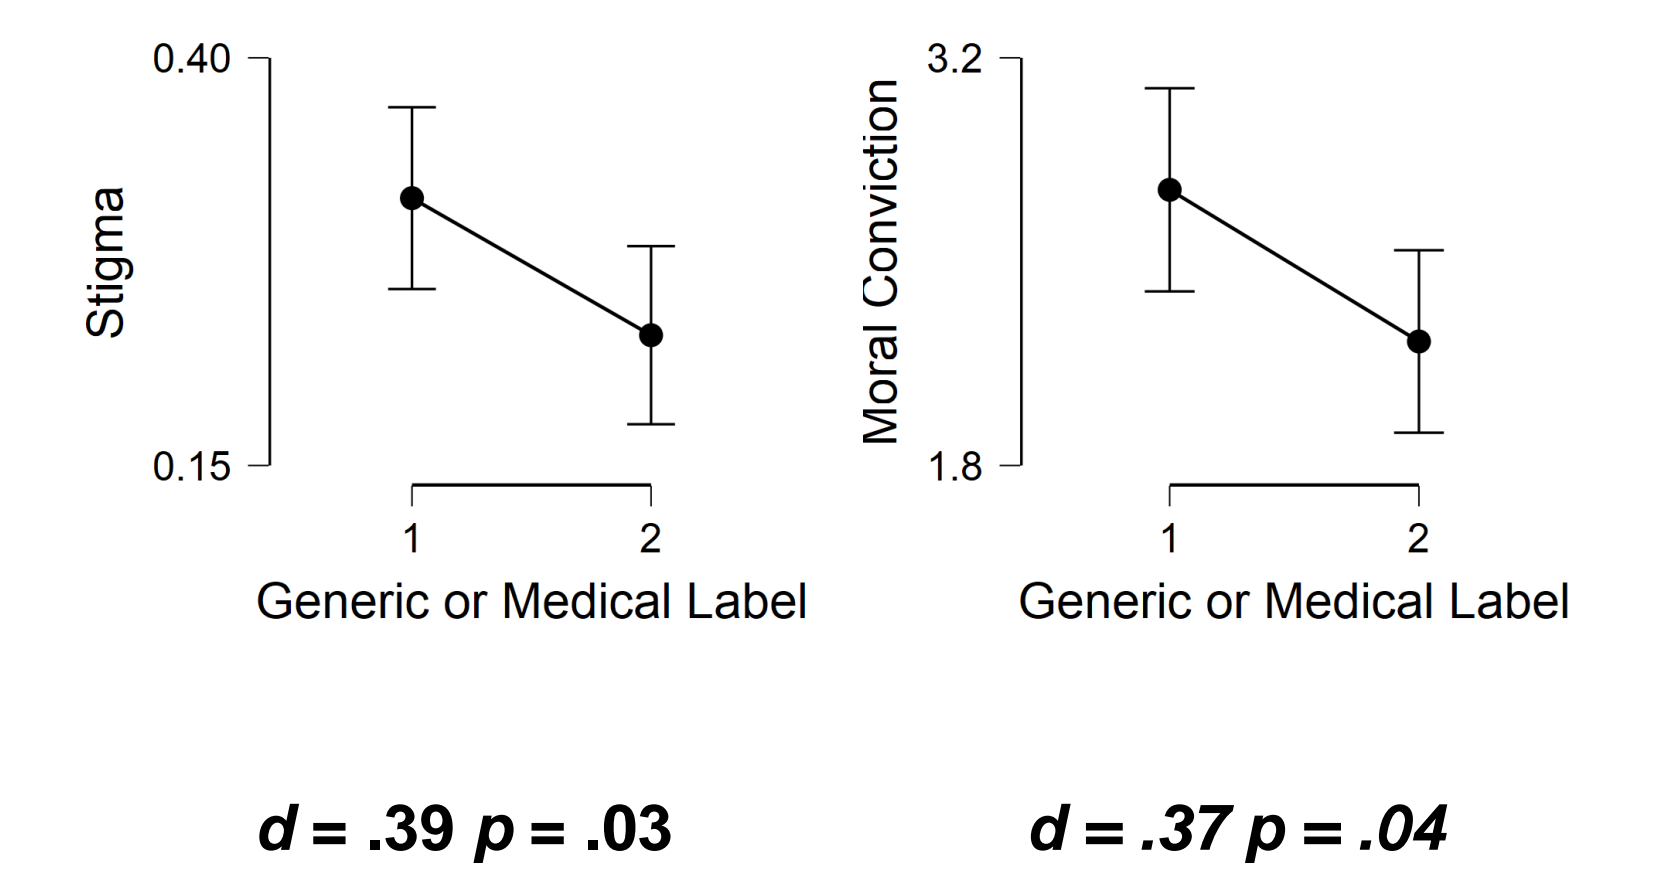 0.40
Stigma
0.15
1 2
Generic or Medical Label
3.2
Moral Conviction
1.8
1 2
Generic or Medical Label
d = .39 p = .03
d = .37 p = .04